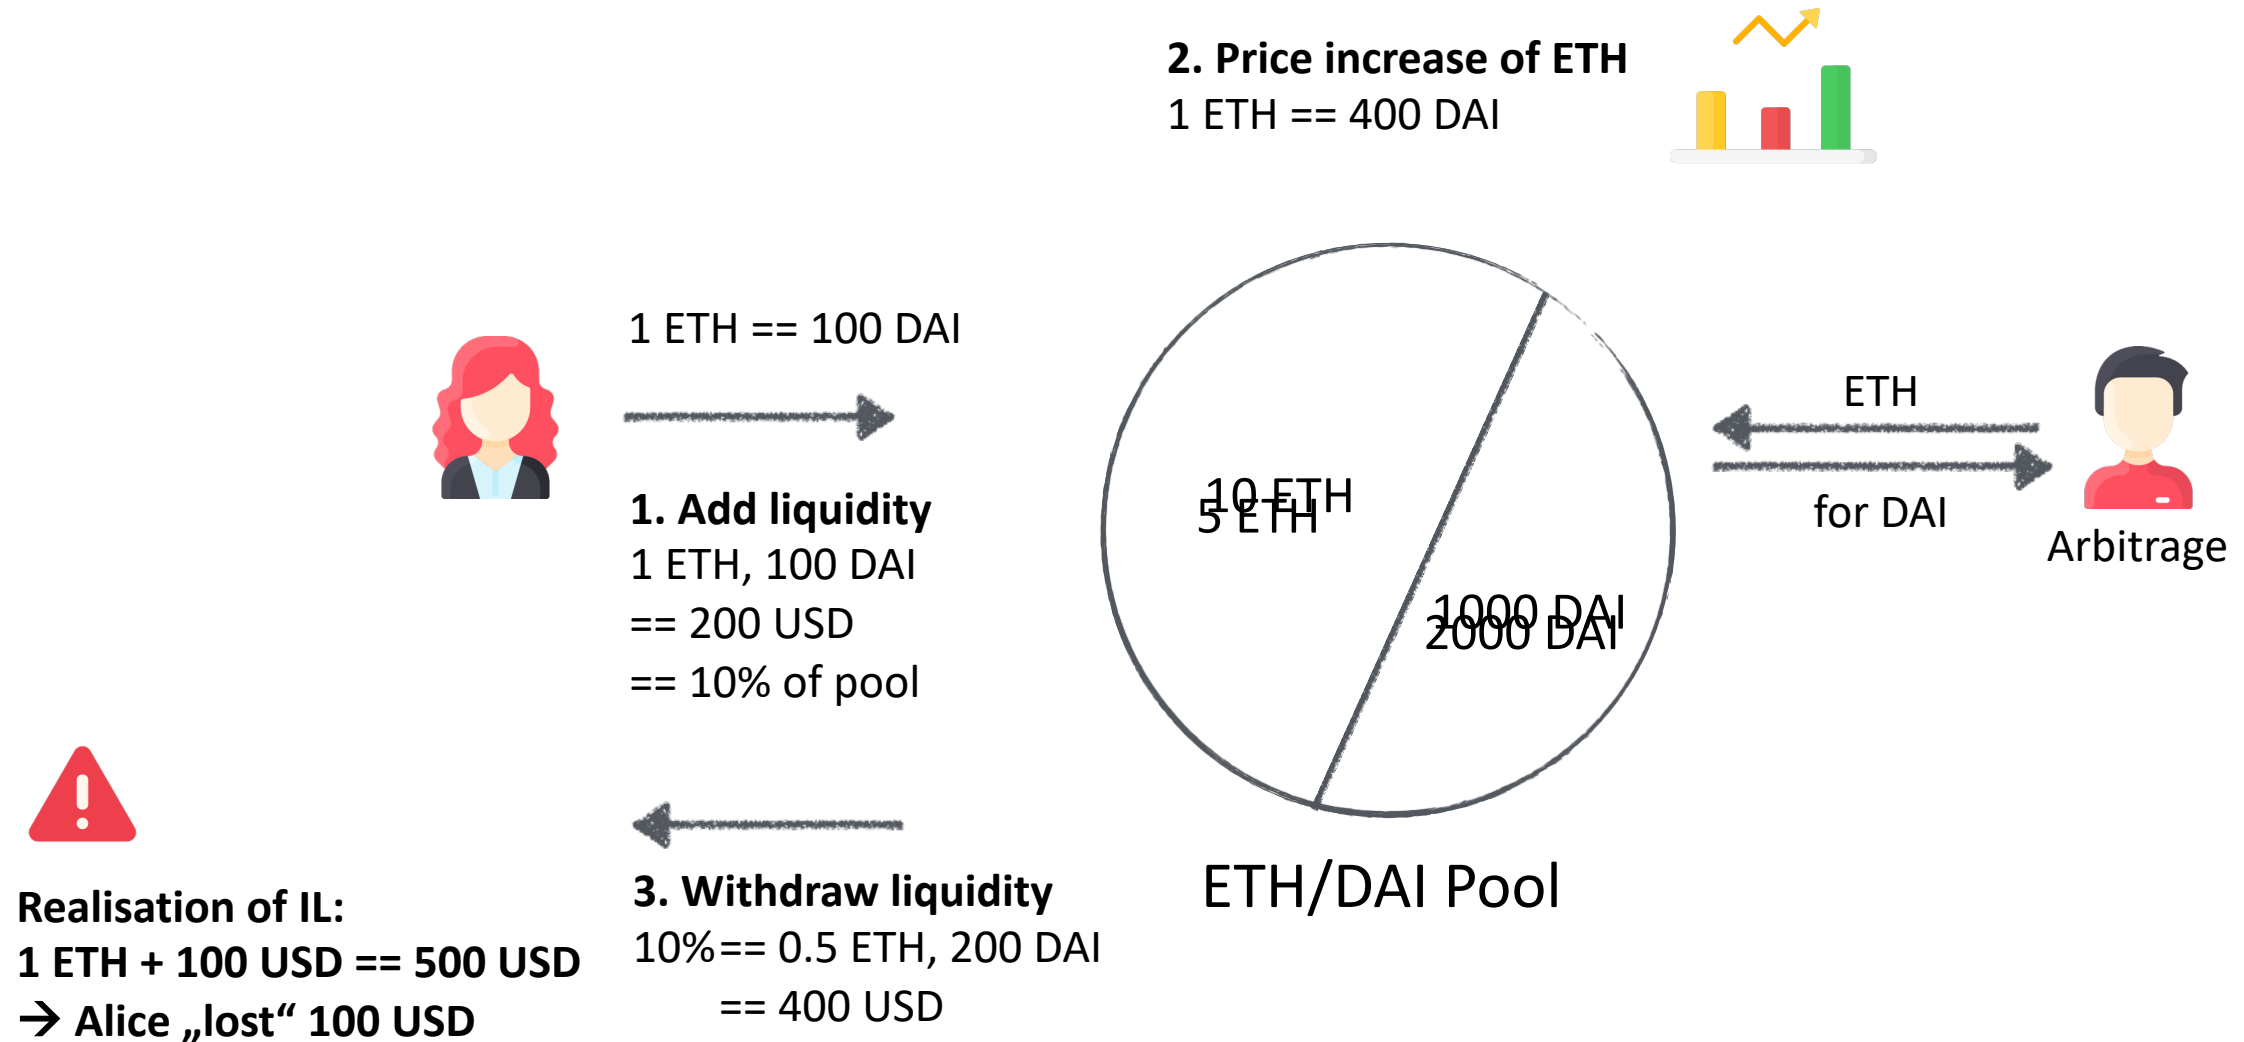 2. Price increase of ETH
1 ETH == 400 DAI
1 ETH == 100 DAI
1. Add liquidity
1 ETH, 100 DAI
== 200 USD
== 10% of pool
10 ETH
5 ETH
1000 DAI
2000 DAI
ETH
for DAI
Arbitrage
ETH/DAI Pool
3. Withdraw liquidity
10%== 0.5 ETH, 200 DAI
== 400 USD
Realisation of IL:
1 ETH + 100 USD == 500 USD
→ Alice „lost“ 100 USD